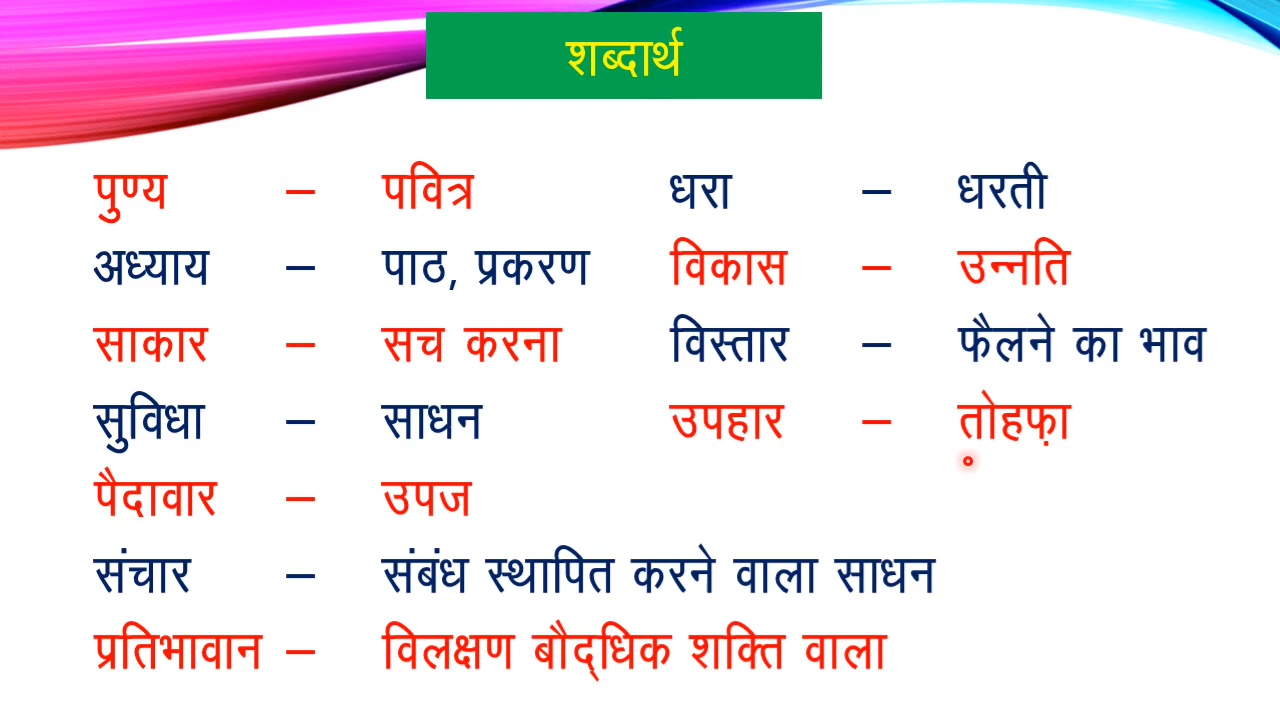 शब्दार्थ
पुण्य – पवित्र धरा – धरती
अध्याय – पाठ, प्रकरण विकास – उन्नति
साकार – सच करना विस्तार – फैलने का भाव
सुविधा – साधन उपहार – तोहफ़ा
पैदावार – उपज
संचार – संबंध स्थापित करने वाला साधन
प्रतिभावान – विलक्षण बौद्‌धिक शक्ति वाला